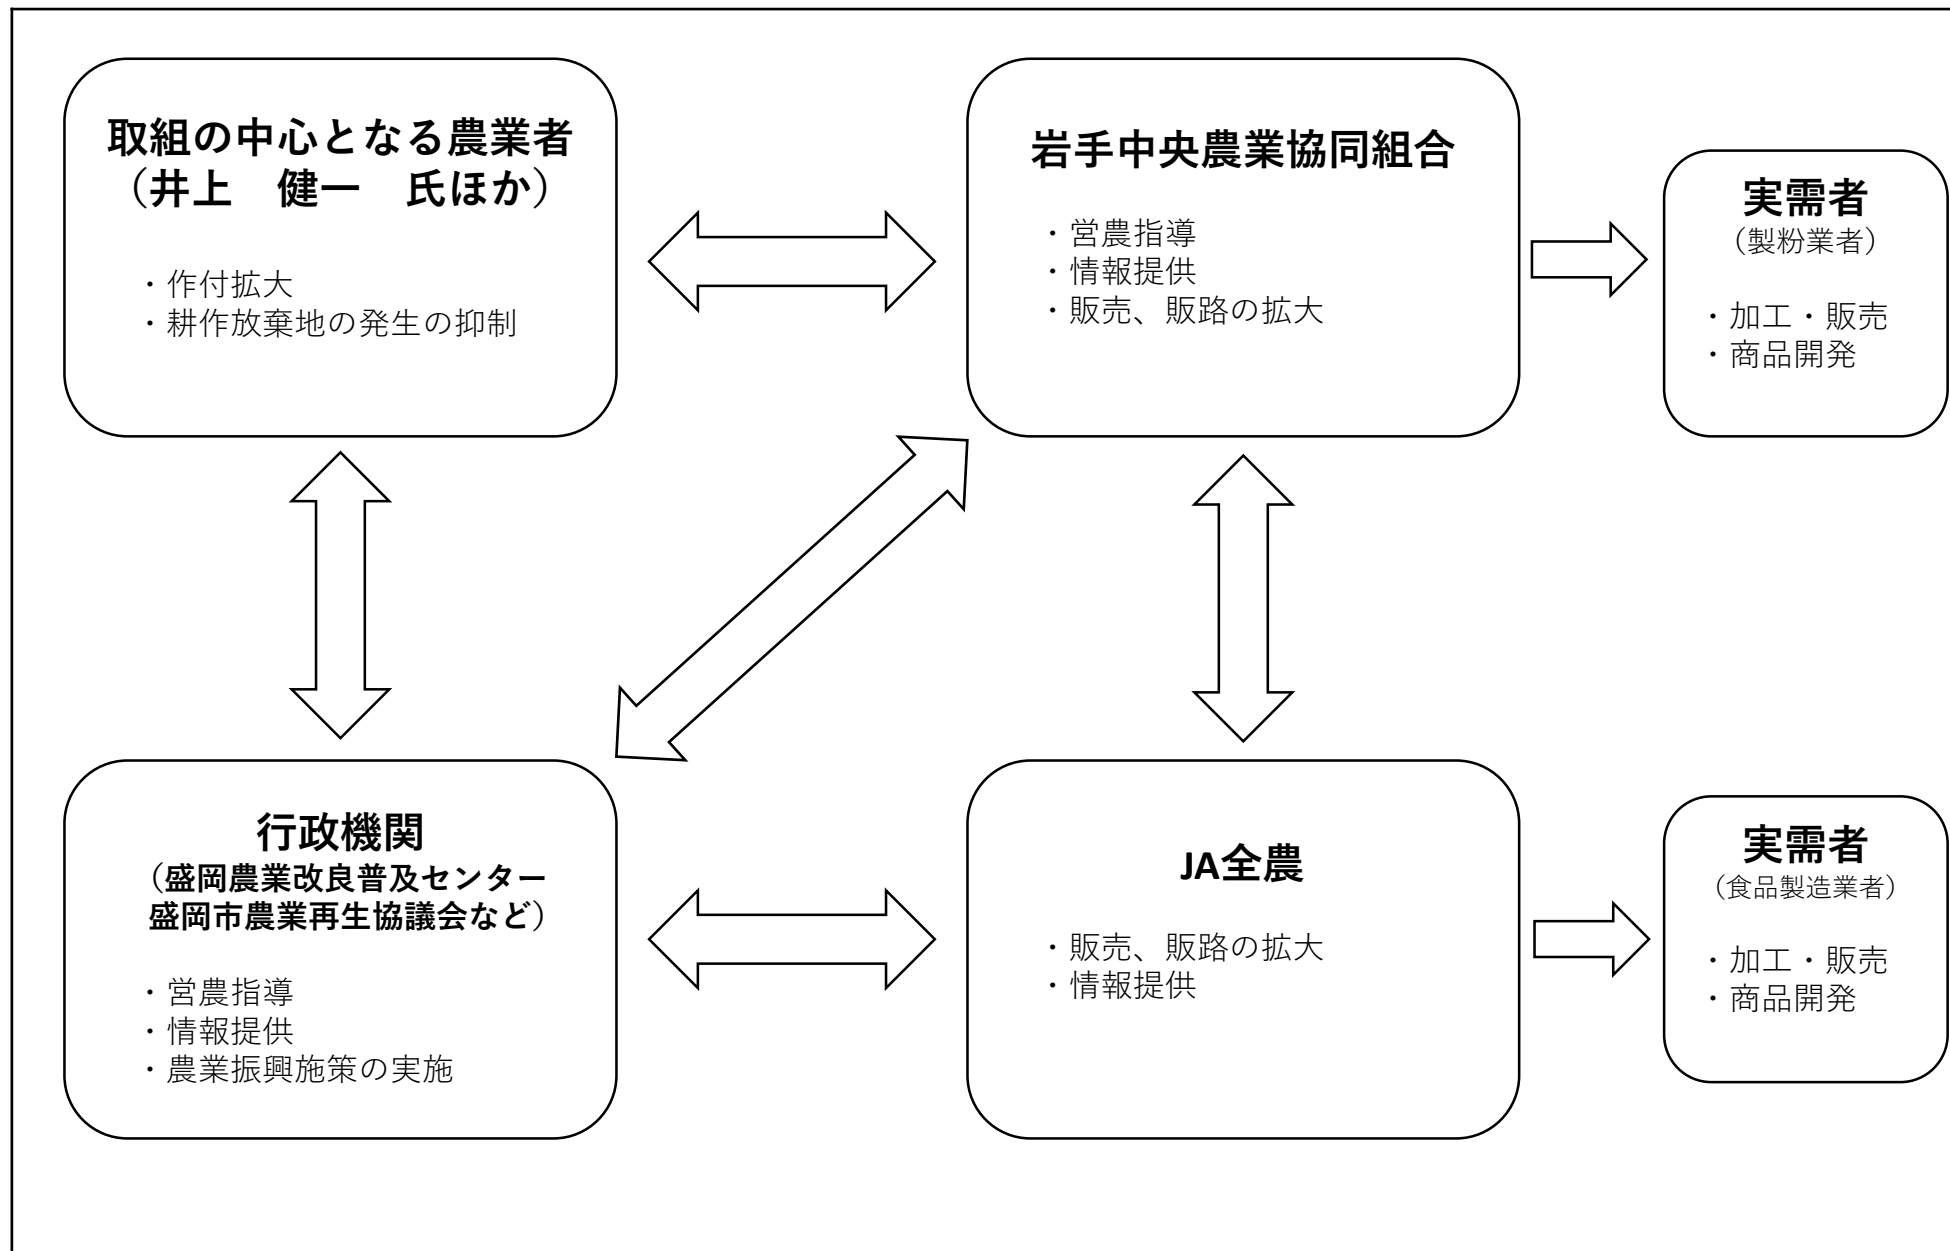 取組の中心となる農業者
（井上　健一　氏ほか）
・作付拡大
・耕作放棄地の発生の抑制
岩手中央農業協同組合
・営農指導
・情報提供
・販売、販路の拡大
実需者
（製粉業者）
・加工・販売
・商品開発
行政機関
（盛岡農業改良普及センター
盛岡市農業再生協議会など）
・営農指導
・情報提供
・農業振興施策の実施
JA全農
・販売、販路の拡大
・情報提供
実需者
（食品製造業者）
・加工・販売
・商品開発